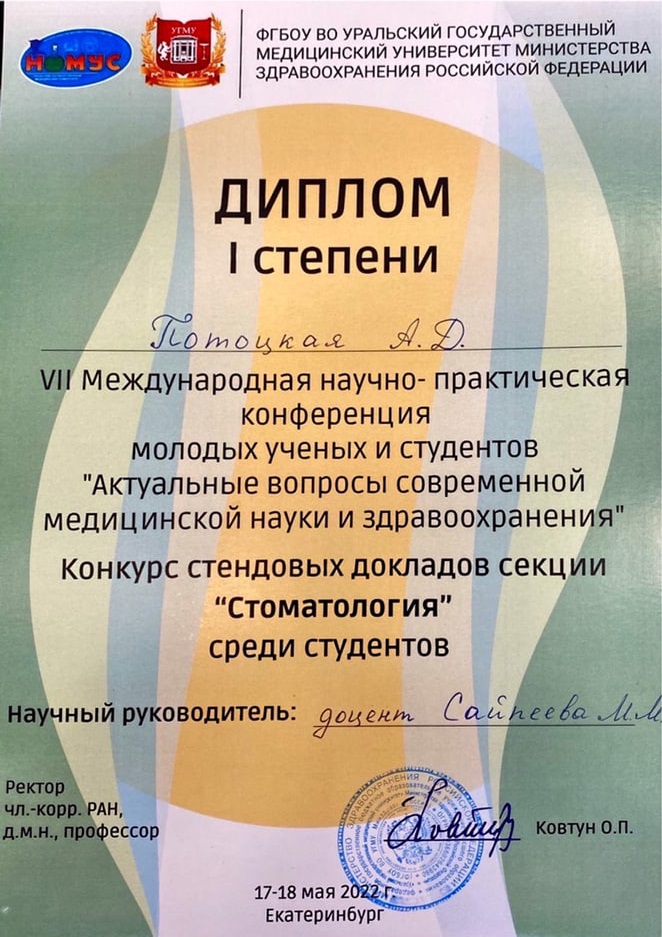 НОМУС
УГМУ
ФГБОУ ВО УРАЛЬСКИЙ ГОСУДАРСТВЕННЫЙ
МЕДИЦИНСКИЙ УНИВЕРСИТЕТ МИНИСТЕРСТВА
ЗДРАВООХРАНЕНИЯ РОССИЙСКОЙ ФЕДЕРАЦИИ
ДИПЛОМ
I степени
Потоцкая А.Д.
VII Международная научно- практическая
конференция
молодых ученых и студентов
"Актуальные вопросы современной
медицинской науки и здравоохранения"
Конкурс стендовых докладов секции
“Стоматология”
среди студентов
Научный руководитель: доцент Сайпеева М.М.
Ректор
чл.-корр. РАН,
д.м.н., профессор
Ковтун О.П.
17-18 мая 2022 г.
Екатеринбург